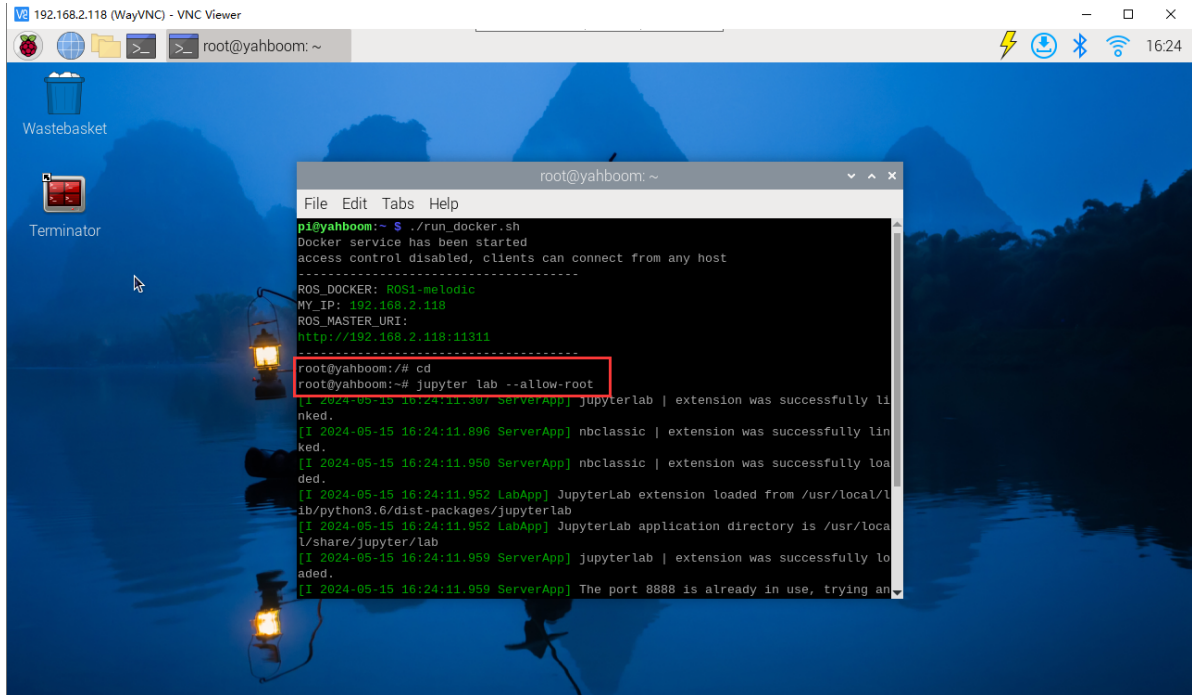 192.168.2.118 (WayVNC) - VNC Viewer
root@yahboom: ~
16:24
Wastebasket
Terminator
root@yahboom: ~
File Edit Tabs Help
pi@yahboom:~ $ ./run_docker.sh
Docker service has been started
access control disabled, clients can connect from any host
--------------------------------------
ROS_DOCKER: ROS1-melodic
MY_IP: 192.168.2.118
ROS_MASTER_URI:
http://192.168.2.118:11311
--------------------------------------
root@yahboom:/# cd
root@yahboom:~# jupyter lab --allow-root
[I 2024-05-15 16:24:11.307 ServerApp] jupyterlab | extension was successfully li
nked.
[I 2024-05-15 16:24:11.896 ServerApp] nbclassic | extension was successfully lin
ked.
[I 2024-05-15 16:24:11.950 ServerApp] nbclassic | extension was successfully loa
ded.
[I 2024-05-15 16:24:11.952 LabApp] JupyterLab extension loaded from /usr/local/l
ib/python3.6/dist-packages/jupyterlab
[I 2024-05-15 16:24:11.952 LabApp] JupyterLab application directory is /usr/loca
l/share/jupyter/lab
[I 2024-05-15 16:24:11.959 ServerApp] jupyterlab | extension was successfully lo
aded.
[I 2024-05-15 16:24:11.959 ServerApp] The port 8888 is already in use, trying an